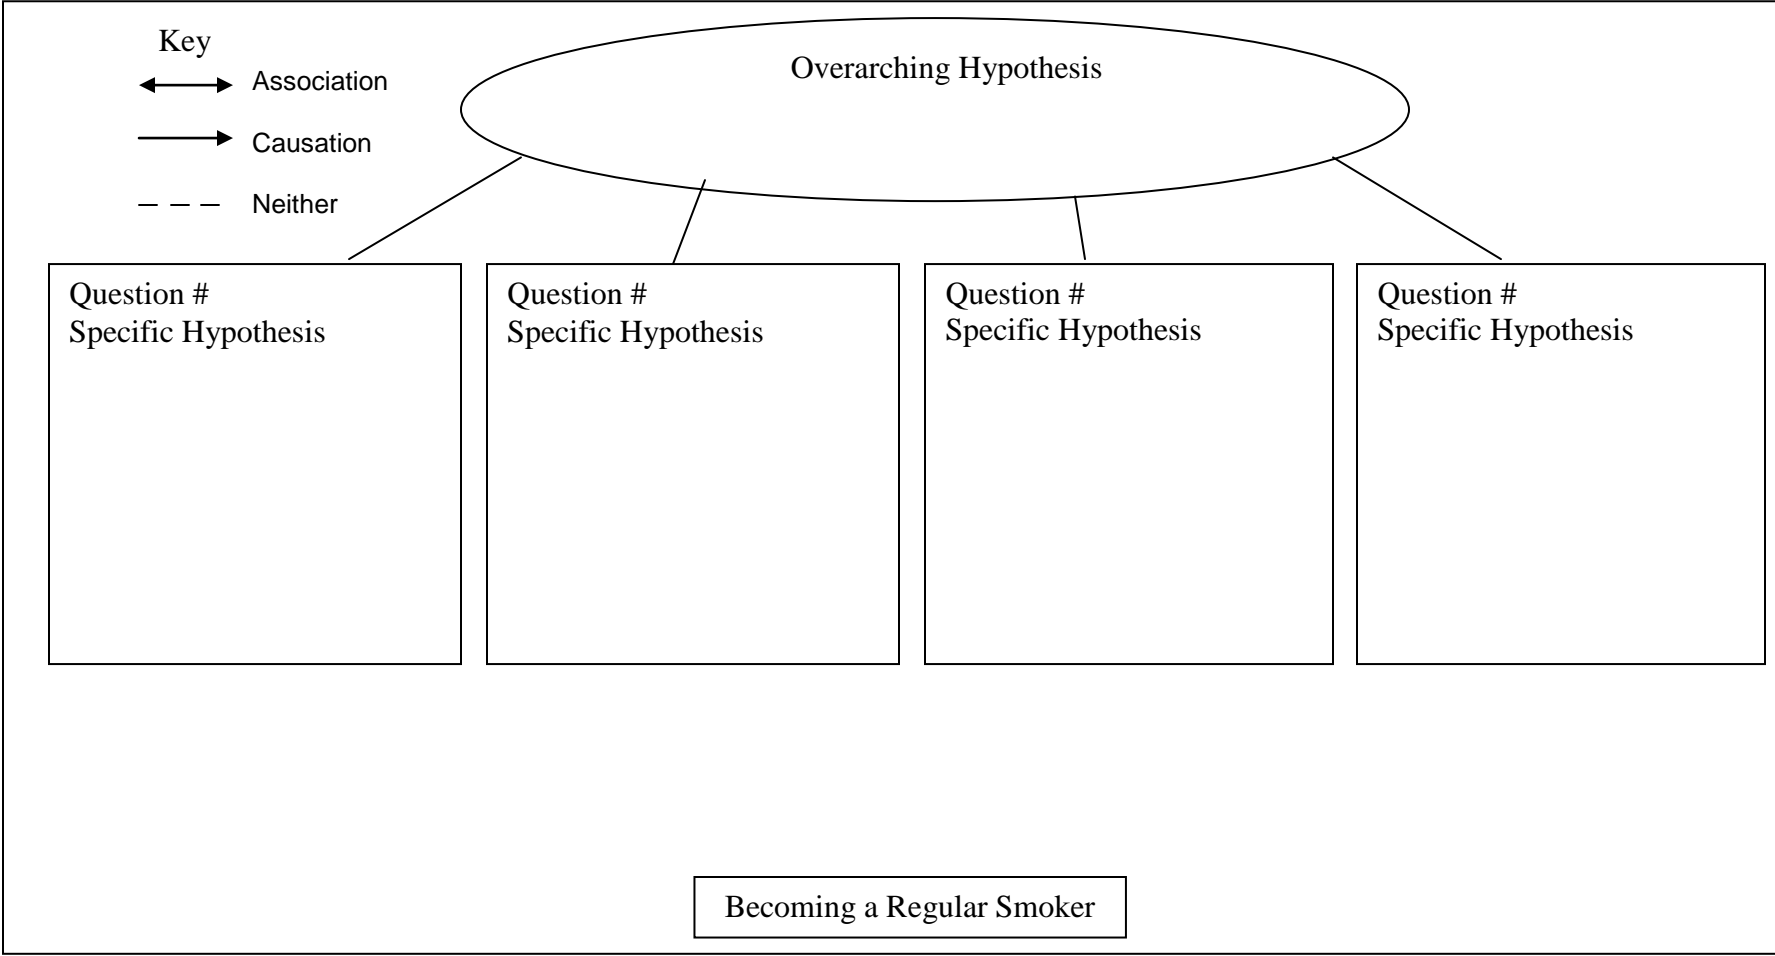 Key
Association
Causation
Neither
Overarching Hypothesis
Question #
Specific Hypothesis
Question #
Specific Hypothesis
Question #
Specific Hypothesis
Question #
Specific Hypothesis
Becoming a Regular Smoker